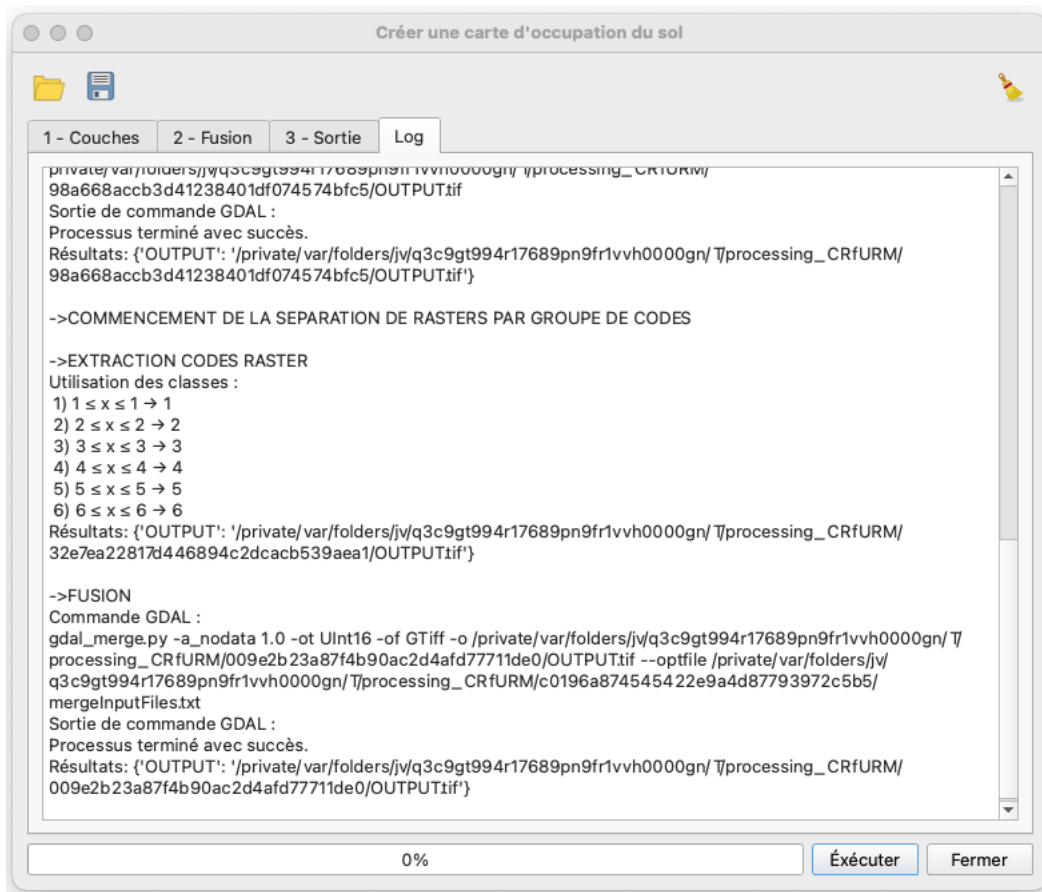 Créer une carte d'occupation du sol
1 - Couches
2 - Fusion
3 - Sortie
Log
private/var/folders/jv/q3c9gt994r17689pn9fr1vvh0000gn/T/processing_CRfURM/
98a668accb3d41238401df074574bfc5/OUTPUT.tif
Sortie de commande GDAL :
Processus terminé avec succès.
Résultats: {'OUTPUT': '/private/var/folders/jv/q3c9gt994r17689pn9fr1vvh0000gn/T/processing_CRfURM/
98a668accb3d41238401df074574bfc5/OUTPUT.tif'}
->COMMENCEMENT DE LA SEPARATION DE RASTERS PAR GROUPE DE CODES
->EXTRACTION CODES RASTER
Utilisation des classes :
1) 1 ≤ x ≤ 1 → 1
2) 2 ≤ x ≤ 2 → 2
3) 3 ≤ x ≤ 3 → 3
4) 4 ≤ x ≤ 4 → 4
5) 5 ≤ x ≤ 5 → 5
6) 6 ≤ x ≤ 6 → 6
Résultats: {'OUTPUT': '/private/var/folders/jv/q3c9gt994r17689pn9fr1vvh0000gn/T/processing_CRfURM/
32e7ea22817d446894c2dcacb539aea1/OUTPUT.tif'}
->FUSION
Commande GDAL :
gdal_merge.py -a_nodata 1.0 -ot UInt16 -of GTiff -o /private/var/folders/jv/q3c9gt994r17689pn9fr1vvh0000gn/T/
processing_CRfURM/009e2b23a87f4b90ac2d4afd77711de0/OUTPUT.tif --optfile /private/var/folders/jv/
q3c9gt994r17689pn9fr1vvh0000gn/T/processing_CRfURM/c0196a874545422e9a4d87793972c5b5/
mergeInputFiles.txt
Sortie de commande GDAL :
Processus terminé avec succès.
Résultats: {'OUTPUT': '/private/var/folders/jv/q3c9gt994r17689pn9fr1vvh0000gn/T/processing_CRfURM/
009e2b23a87f4b90ac2d4afd77711de0/OUTPUT.tif'}
0%
Éxécuter
Fermer